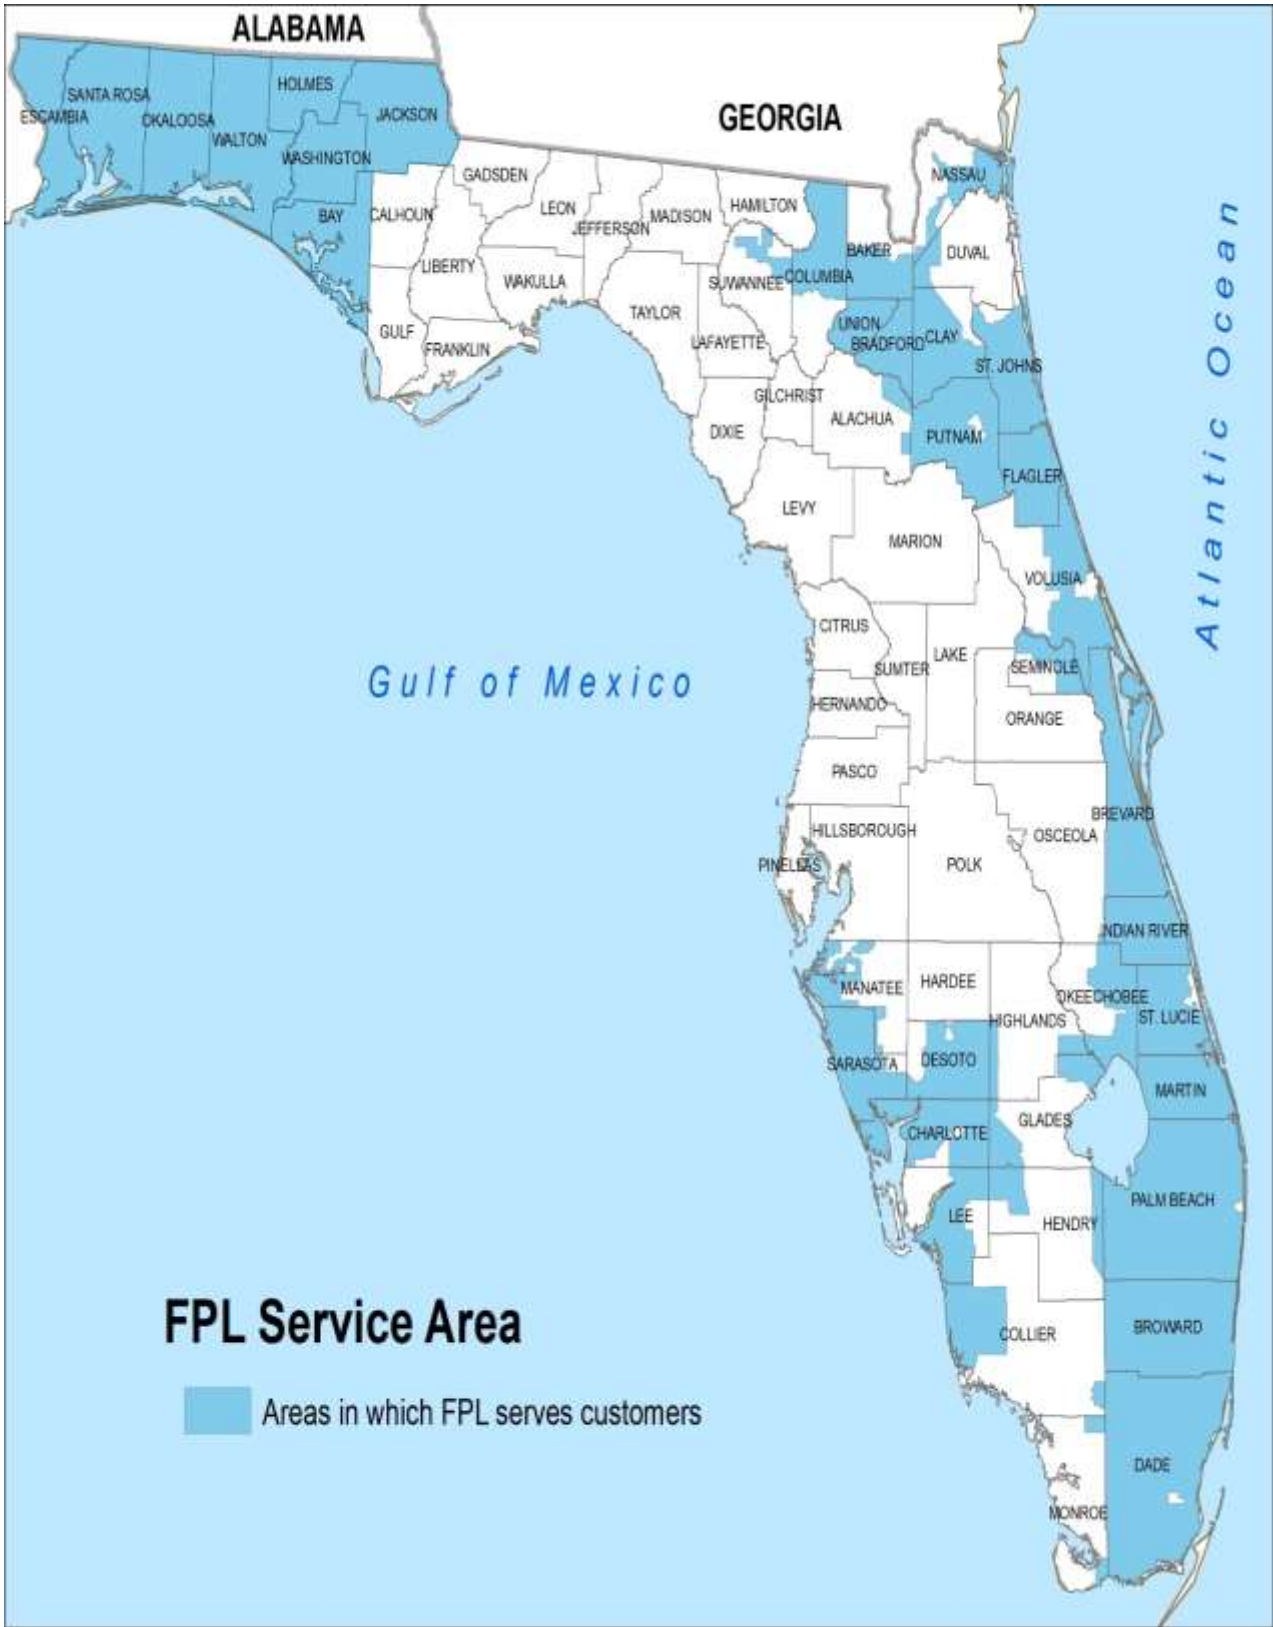 ALABAMA
GEORGIA
HOLMES
SANTA ROSA
JACKSON
ESCAMBIA
OKALOOSA
WALTON
WASHINGTON
GADSDEN
NASSAU
BAY
CALHOUN
LEON
JEFFERSON
MADISON
HAMILTON
BAKER
DUVAL
LIBERTY
WAKULLA
SUWANNEE
COLUMBIA
TAYLOR
UNION
GULF
FRANKLIN
LAFAYETTE
BRADFORD
CLAY
ST. JOHNS
GILCHRIST
DIXIE
ALACHUA
PUTNAM
FLAGLER
Atlantic Ocean
LEVY
MARION
VOLUSIA
CITRUS
SUMTER
LAKE
SEMINOLE
Gulf of Mexico
HERNANDO
ORANGE
PASCO
BREVARD
HILLSBOROUGH
OSCEOLA
PINELLAS
POLK
INDIAN RIVER
MANATEE
HARDEE
OKEECHOBEE
HIGHLANDS
ST. LUCIE
SARASOTA
DESOTO
MARTIN
GLADES
CHARLOTTE
PALM BEACH
LEE
HENDRY
FPL Service Area
COLLIER
BROWARD
Areas in which FPL serves customers
DADE
MONROE